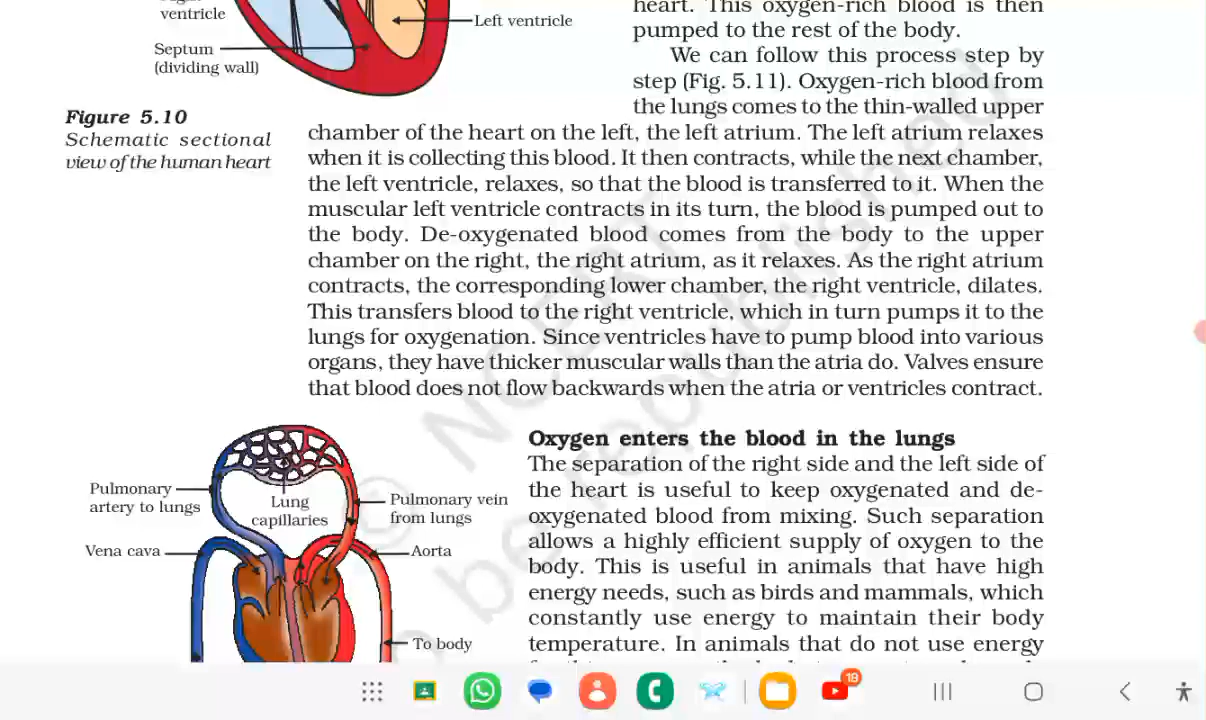 ventricle
Left ventricle
Septum
(dividing wall)
heart. This oxygen-rich blood is then
pumped to the rest of the body.
We can follow this process step by
step (Fig. 5.11). Oxygen-rich blood from
the lungs comes to the thin-walled upper
Figure 5.10
Schematic sectional
view of the human heart
chamber of the heart on the left, the left atrium. The left atrium relaxes
when it is collecting this blood. It then contracts, while the next chamber,
the left ventricle, relaxes, so that the blood is transferred to it. When the
muscular left ventricle contracts in its turn, the blood is pumped out to
the body. De-oxygenated blood comes from the body to the upper
chamber on the right, the right atrium, as it relaxes. As the right atrium
contracts, the corresponding lower chamber, the right ventricle, dilates.
This transfers blood to the right ventricle, which in turn pumps it to the
lungs for oxygenation. Since ventricles have to pump blood into various
organs, they have thicker muscular walls than the atria do. Valves ensure
that blood does not flow backwards when the atria or ventricles contract.
Pulmonary
artery to lungs
Lung
capillaries
Pulmonary vein
from lungs
Vena cava
Aorta
To body
Oxygen enters the blood in the lungs
The separation of the right side and the left side of
the heart is useful to keep oxygenated and de-
oxygenated blood from mixing. Such separation
allows a highly efficient supply of oxygen to the
body. This is useful in animals that have high
energy needs, such as birds and mammals, which
constantly use energy to maintain their body
temperature. In animals that do not use energy
© NCERT
be republished
19